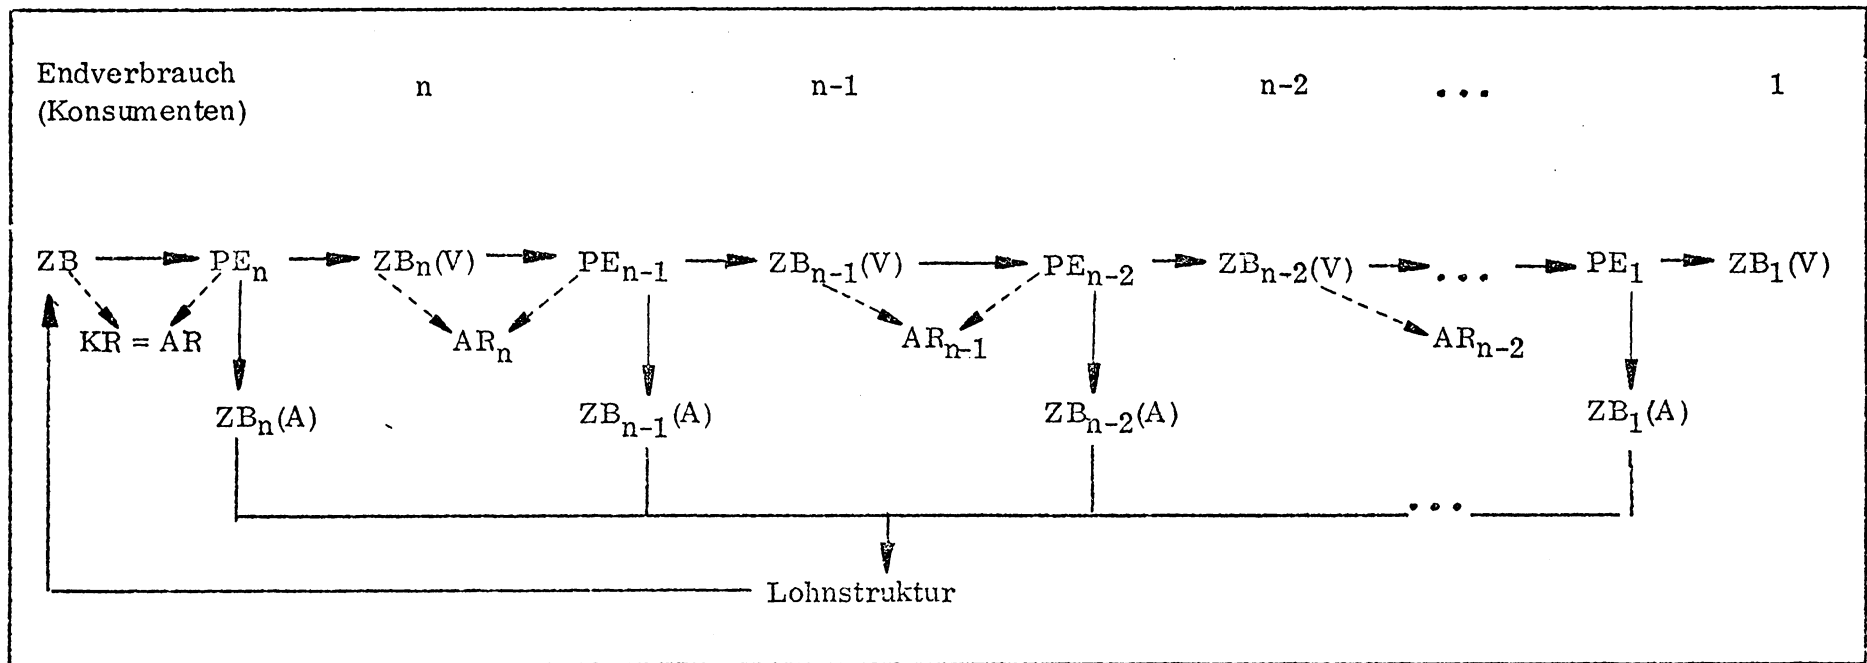 Endverbrauch
(Konsumenten)
n n-1 n-2 ... 1
ZB PEₙ ZBₙ(V) PEₙ₋₁ ZBₙ₋₁(V) PEₙ₋₂ ZBₙ₋₂(V) ... PE₁ ZB₁(V)
KR = AR ARₙ ARₙ₋₁ ARₙ₋₂
ZBₙ(A) ZBₙ₋₁(A) ZBₙ₋₂(A) ZB₁(A)
...
Lohnstruktur